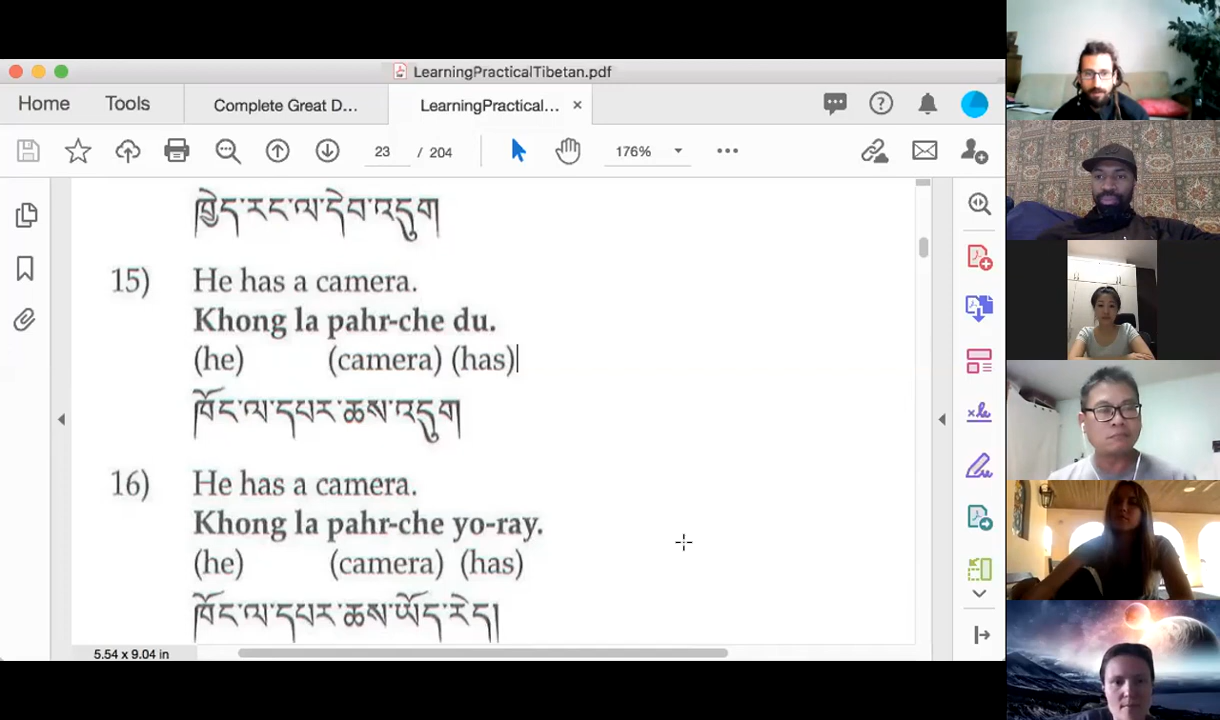 LearningPracticalTibetan.pdf
Home Tools Complete Great D... LearningPractical...
23 / 204 176%
ཁྱེད་རང་ལ་དེབ་འདུག
15) He has a camera.
Khong la pahr-che du.
(he) (camera) (has)
ཁོང་ལ་དཔར་ཆས་འདུག
16) He has a camera.
Khong la pahr-che yo-ray.
(he) (camera) (has)
ཁོང་ལ་དཔར་ཆས་ཡོད་རེད།
5.54 x 9.04 in